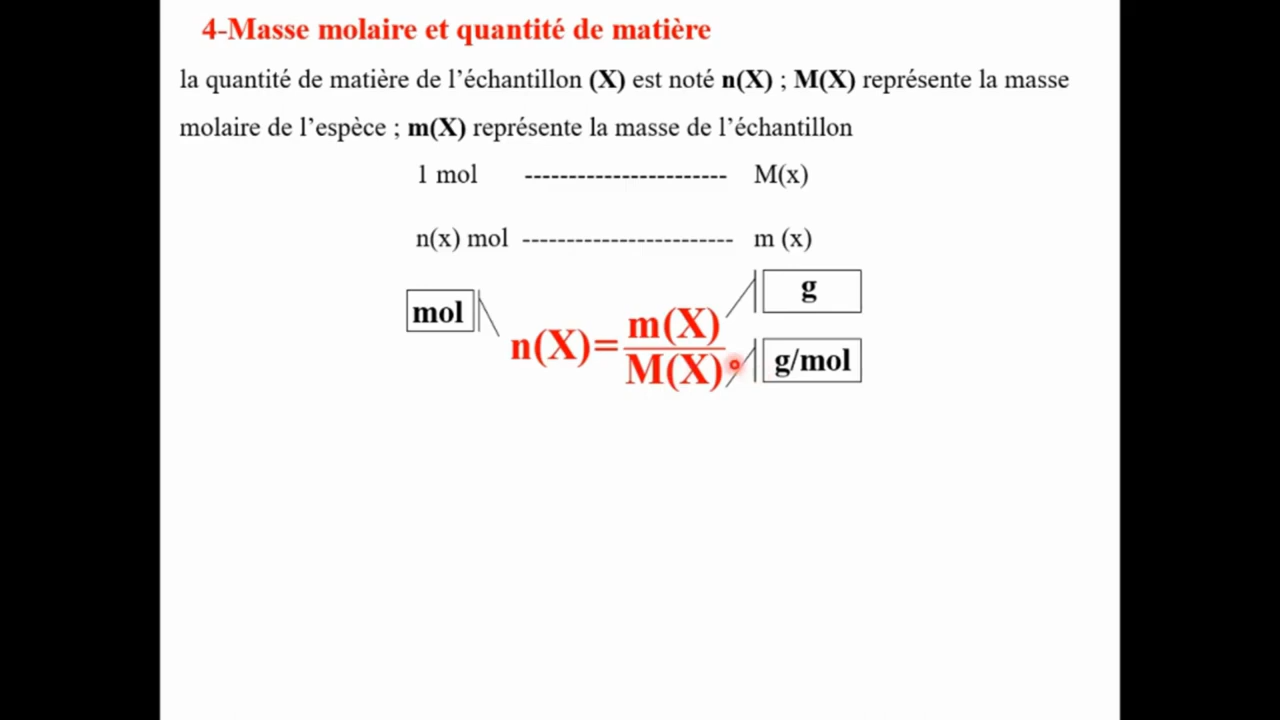 4-Masse molaire et quantité de matière
la quantité de matière de l'échantillon (X) est noté n(X) ; M(X) représente la masse
molaire de l'espèce ; m(X) représente la masse de l'échantillon
1 mol ----------------------- M(x)
n(x) mol ------------------------ m (x)
mol
n(X)=m(X)/M(X)
g
g/mol